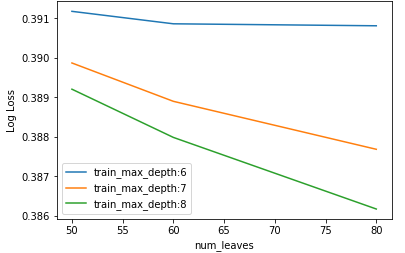 0.391
0.390
0.389
0.388
0.387
0.386
Log Loss
train_max_depth:6
train_max_depth:7
train_max_depth:8
50 55 60 65 70 75 80
num_leaves